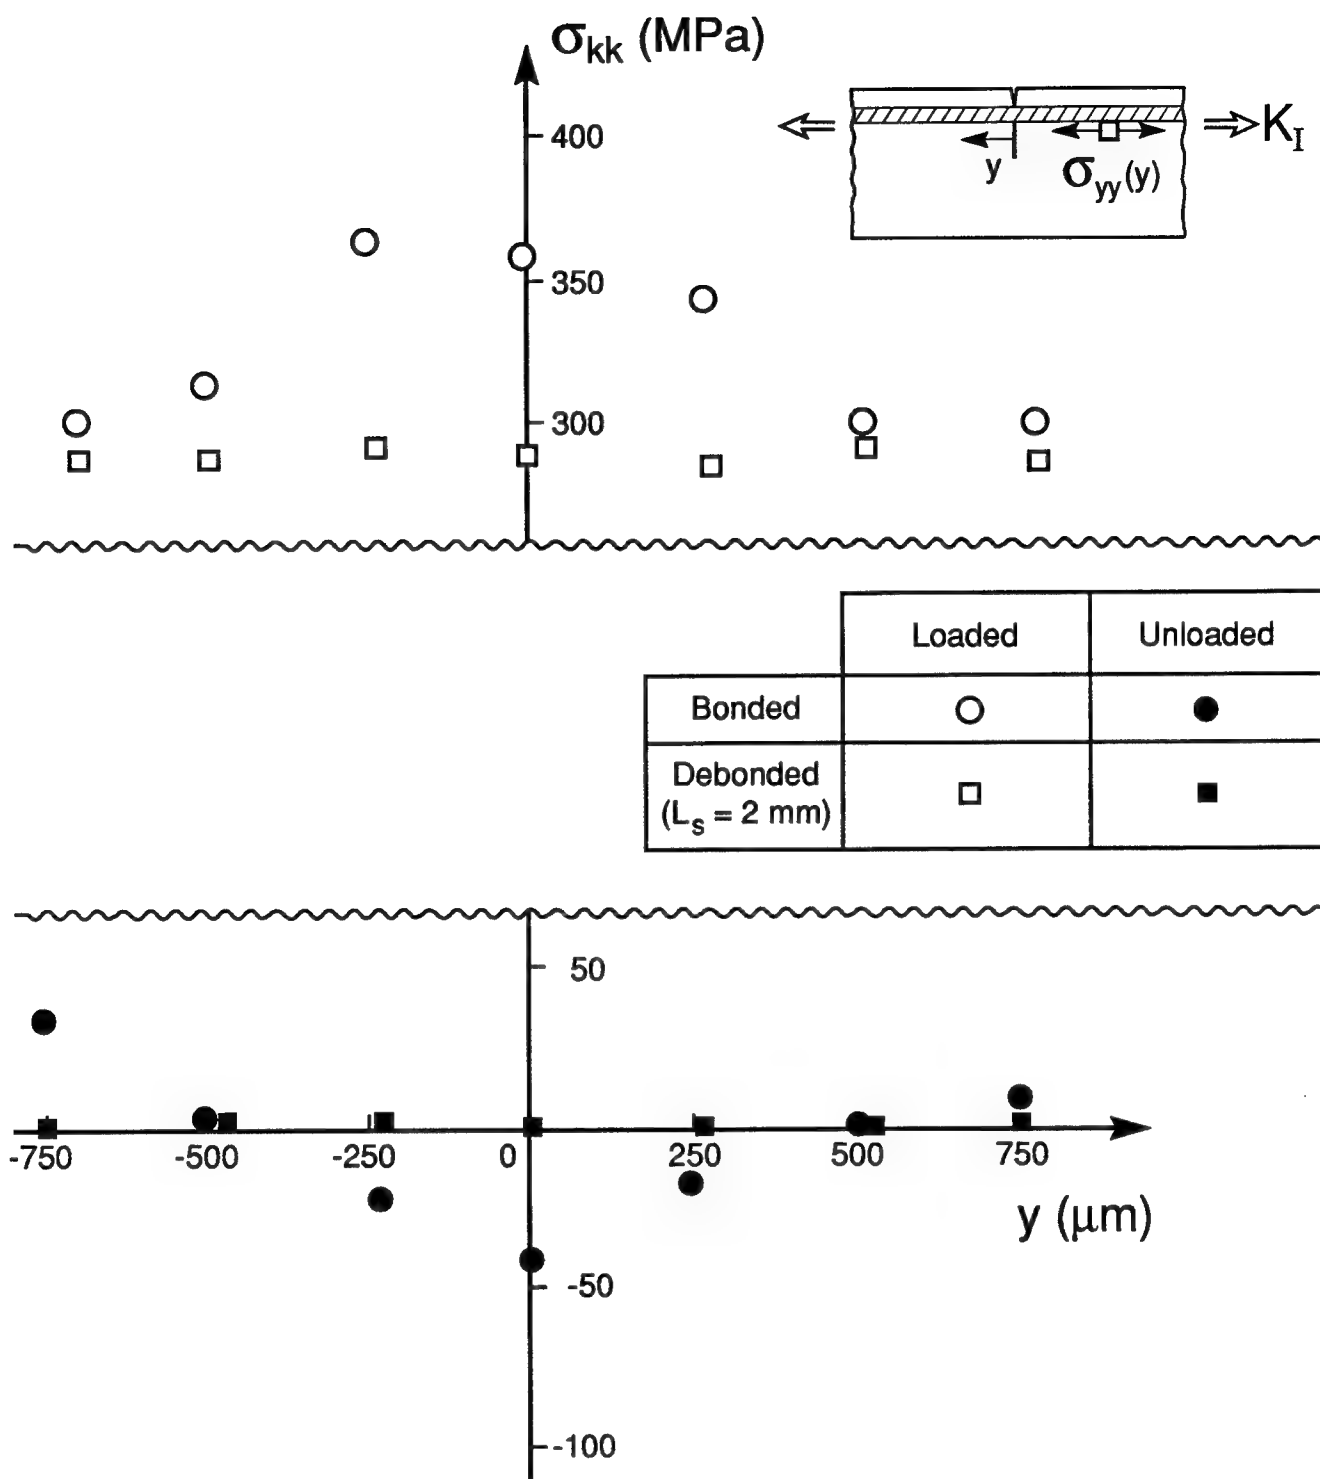 σkk (MPa)
400
350
300
KI
y
σyy(y)
Loaded
Unloaded
Bonded
Debonded
(Ls = 2 mm)
50
-750
-500
-250
0
250
500
750
y (μm)
-50
-100